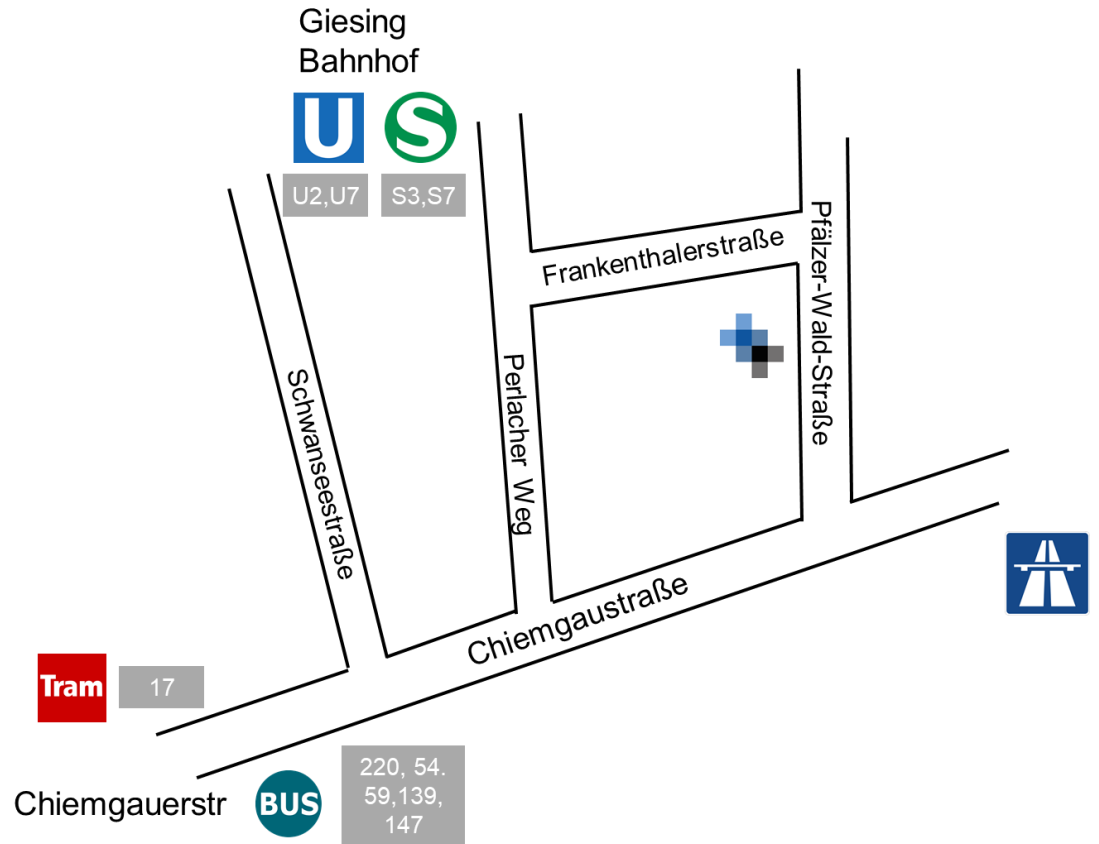 Giesing
Bahnhof
U
S
U2,U7
S3,S7
Frankenthalerstraße
Pfälzer-Wald-Straße
Schwanseestraße
Perlacher Weg
Chiemgaustraße
Tram
17
Chiemgauerstr
BUS
220, 54.
59,139,
147